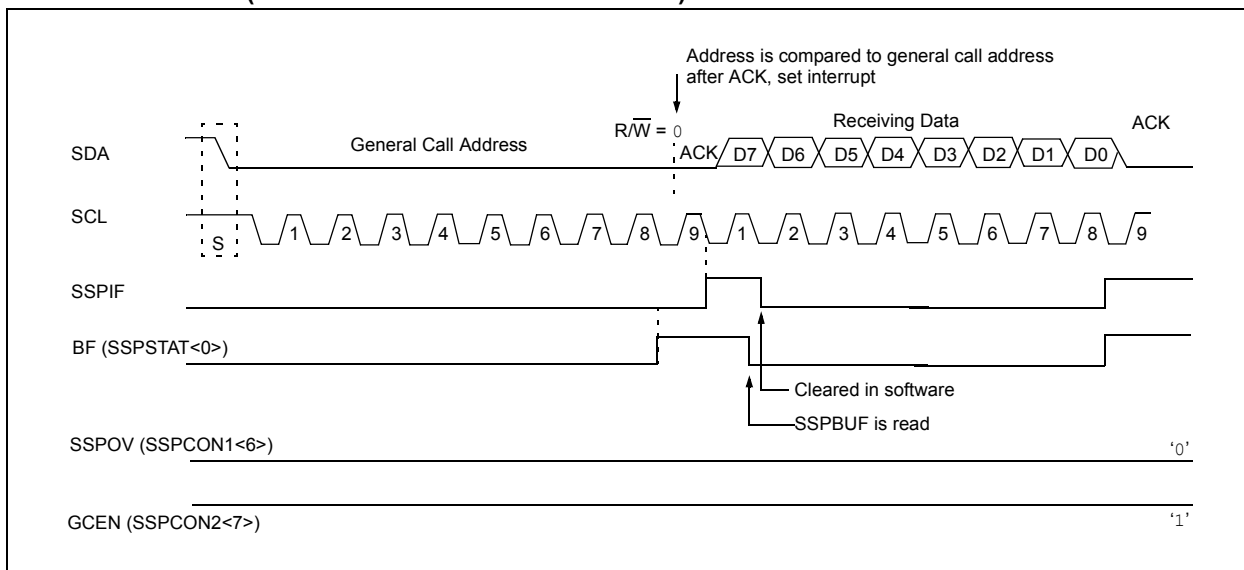 Address is compared to general call address
after ACK, set interrupt
R/W = 0
Receiving Data
ACK
SDA
General Call Address
ACK
D7
D6
D5
D4
D3
D2
D1
D0
SCL
S
1
2
3
4
5
6
7
8
9
1
2
3
4
5
6
7
8
9
SSPIF
BF (SSPSTAT<0>)
Cleared in software
SSPBUF is read
SSPOV (SSPCON1<6>)
‘0’
GCEN (SSPCON2<7>)
‘1’